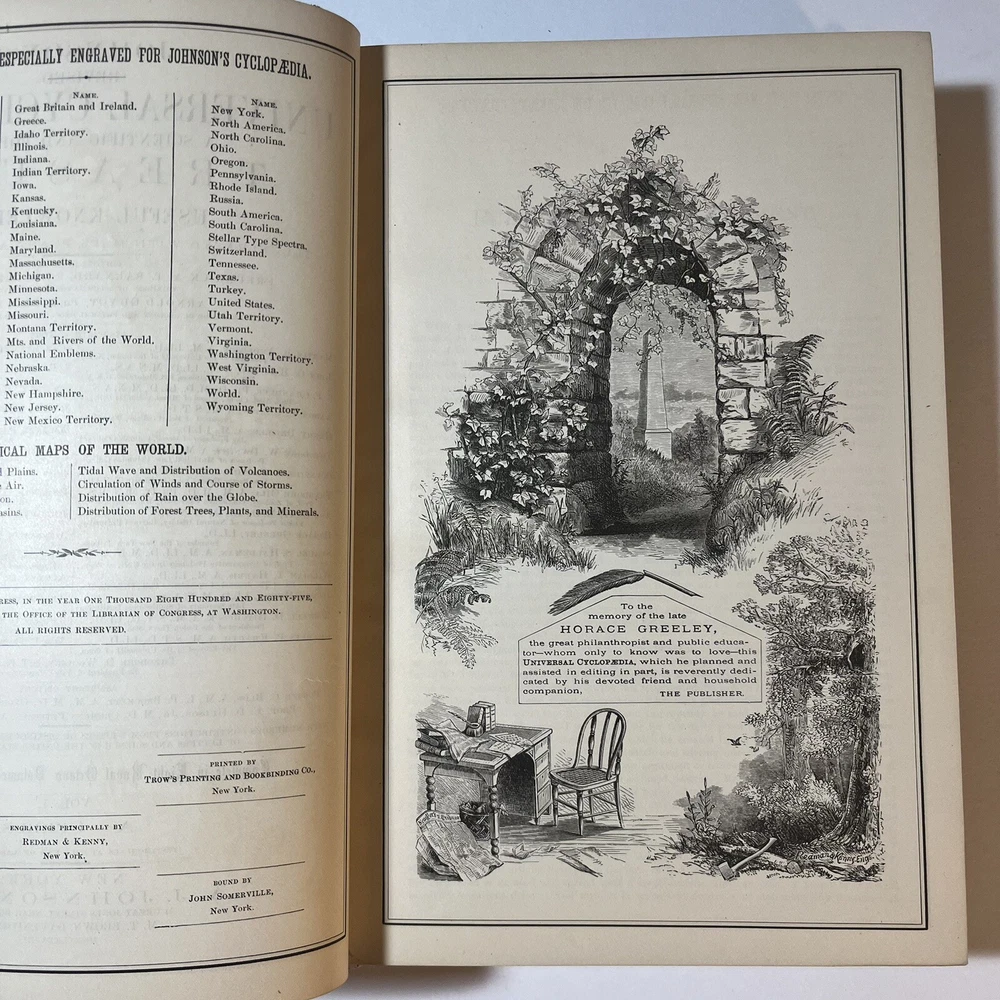 ESPECIALLY ENGRAVED FOR JOHNSON'S CYCLOPÆDIA.
NAME.
Great Britain and Ireland.
Greece.
Idaho Territory.
Illinois.
Indiana.
Indian Territory.
Iowa.
Kansas.
Kentucky.
Louisiana.
Maine.
Maryland.
Massachusetts.
Michigan.
Minnesota.
Mississippi.
Missouri.
Montana Territory.
Mts. and Rivers of the World.
National Emblems.
Nebraska
Nevada.
New Hampshire.
New Jersey.
New Mexico Territory.
NAME.
New York.
North America.
North Carolina.
Ohio.
Oregon.
Pennsylvania.
Rhode Island.
Russia.
South America.
South Carolina.
Stellar Type Spectra.
Switzerland.
Tennessee.
Texas.
Turkey.
United States.
Utah Territory.
Vermont.
Virginia.
Washington Territory.
West Virginia.
Wisconsin.
World.
Wyoming Territory.
ICAL MAPS OF THE WORLD.
Plains.
Air.
Tidal Wave and Distribution of Volcanoes.
Circulation of Winds and Course of Storms.
Distribution of Rain over the Globe.
Distribution of Forest Trees, Plants, and Minerals.
RESS, IN THE YEAR ONE THOUSAND EIGHT HUNDRED AND EIGHTY-FIVE,
THE OFFICE OF THE LIBRARIAN OF CONGRESS, AT WASHINGTON.
ALL RIGHTS RESERVED.
PRINTED BY
TROW'S PRINTING AND BOOKBINDING CO.,
New York.
ENGRAVINGS PRINCIPALLY BY
REDMAN & KENNY,
New York.
BOUND BY
JOHN SOMERVILLE,
New York.
To the
memory of the late
HORACE GREELEY,
the great philanthropist and public educa-
tor—whom only to know was to love—this
UNIVERSAL CYCLOPÆDIA, which he planned and
assisted in editing in part, is reverently dedi-
cated by his devoted friend and household
companion, THE PUBLISHER.
Redman&Kenny.Eng.